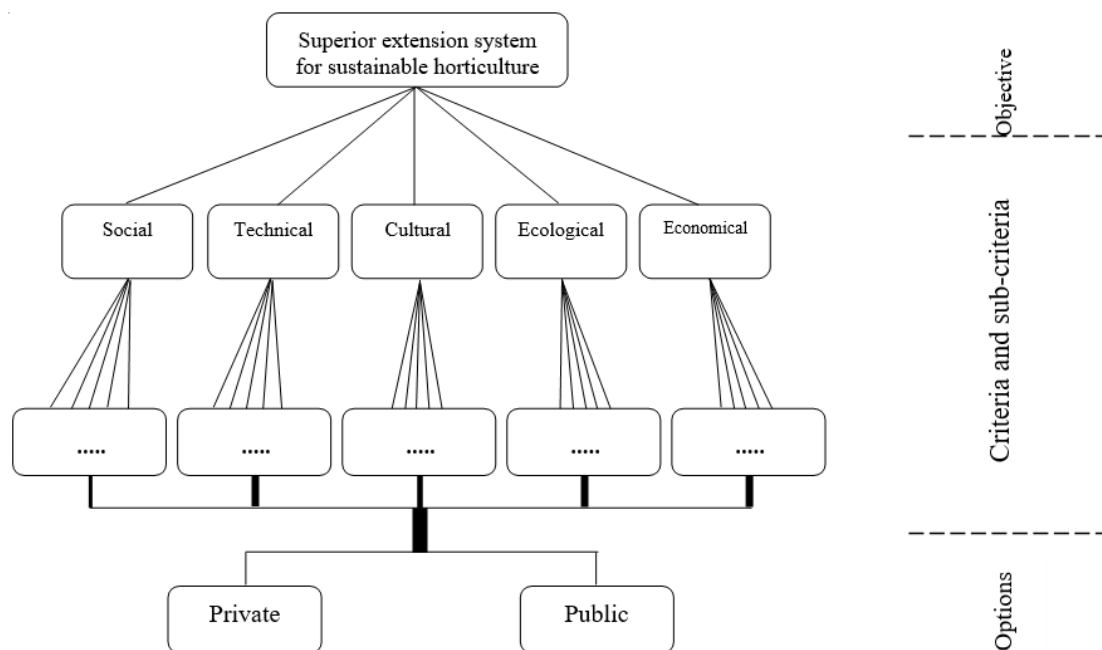 Superior extension system
for sustainable horticulture
Objective
Social
Technical
Cultural
Ecological
Economical
Criteria and sub-criteria
.....
.....
.....
.....
.....
Private
Public
Options